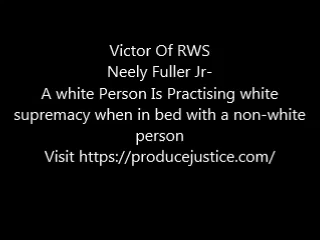 Victor Of RWS
Neely Fuller Jr-
A white Person Is Practising white
supremacy when in bed with a non-white
person
Visit https://producejustice.com/